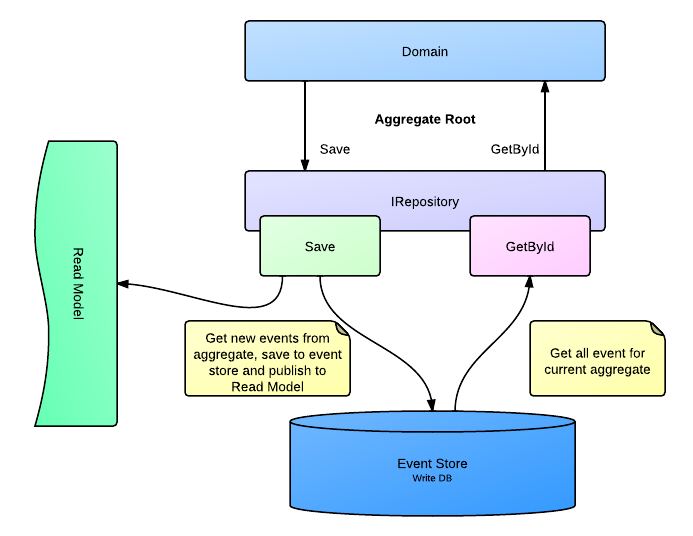 Domain
Aggregate Root
Save
GetById
IRepository
Save
GetById
Read Model
Get new events from
aggregate, save to event
store and publish to
Read Model
Get all event for
current aggregate
Event Store
Write DB